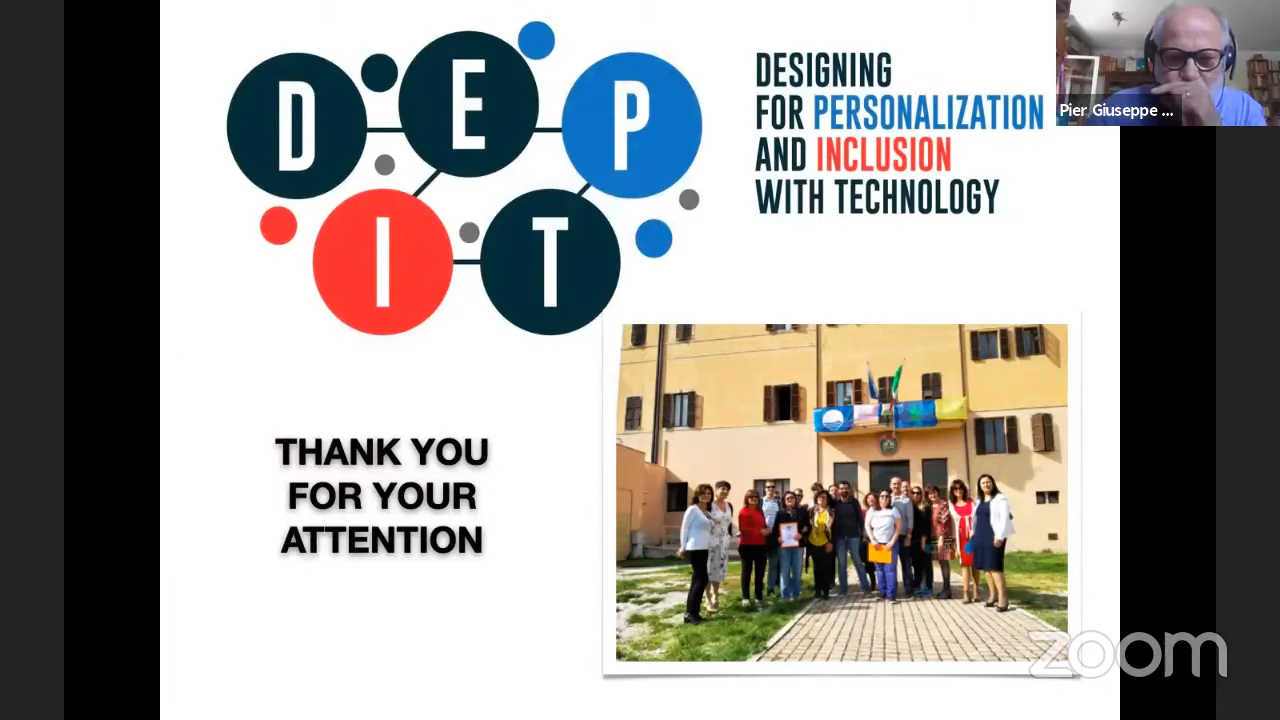 D E P
I T
DESIGNING
FOR PERSONALIZATION
AND INCLUSION
WITH TECHNOLOGY
Pier Giuseppe ...
THANK YOU
FOR YOUR
ATTENTION
zoom